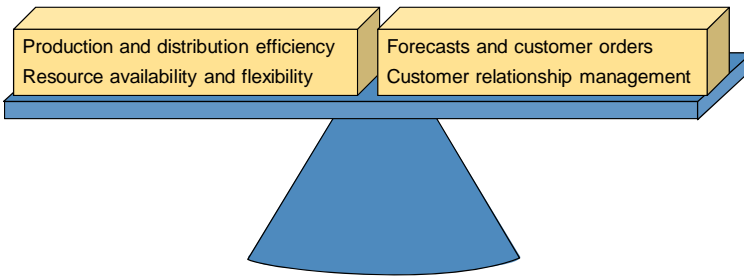 Production and distribution efficiency
Resource availability and flexibility
Forecasts and customer orders
Customer relationship management